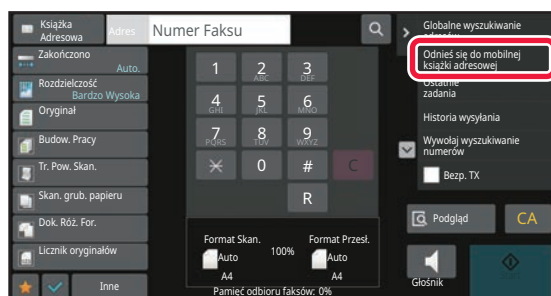 Książka
Adresowa
Adres
Numer Faksu
Zakończono
Auto.
Rozdzielczość
Bardzo Wysoka
Oryginał
Budow. Pracy
Tr. Pow. Skan.
Skan. grub. papieru
Dok. Róż. For.
Licznik oryginałów
Inne
1
2
ABC
3
DEF
4
GHI
5
JKL
6
MNO
7
PQRS
8
TUV
9
WXYZ
0
#
C
R
Format Skan.
100%
Format Przesł.
Auto
A4
Auto
A4
Pamięć odbioru faksów: 0%
Globalne wyszukiwanie
adresów
Odnieś się do mobilnej
książki adresowej
Ostatnie
zadania
Historia wysyłania
Wywołaj wyszukiwanie
numerów
Bezp. TX
Podgląd
CA
Głośnik